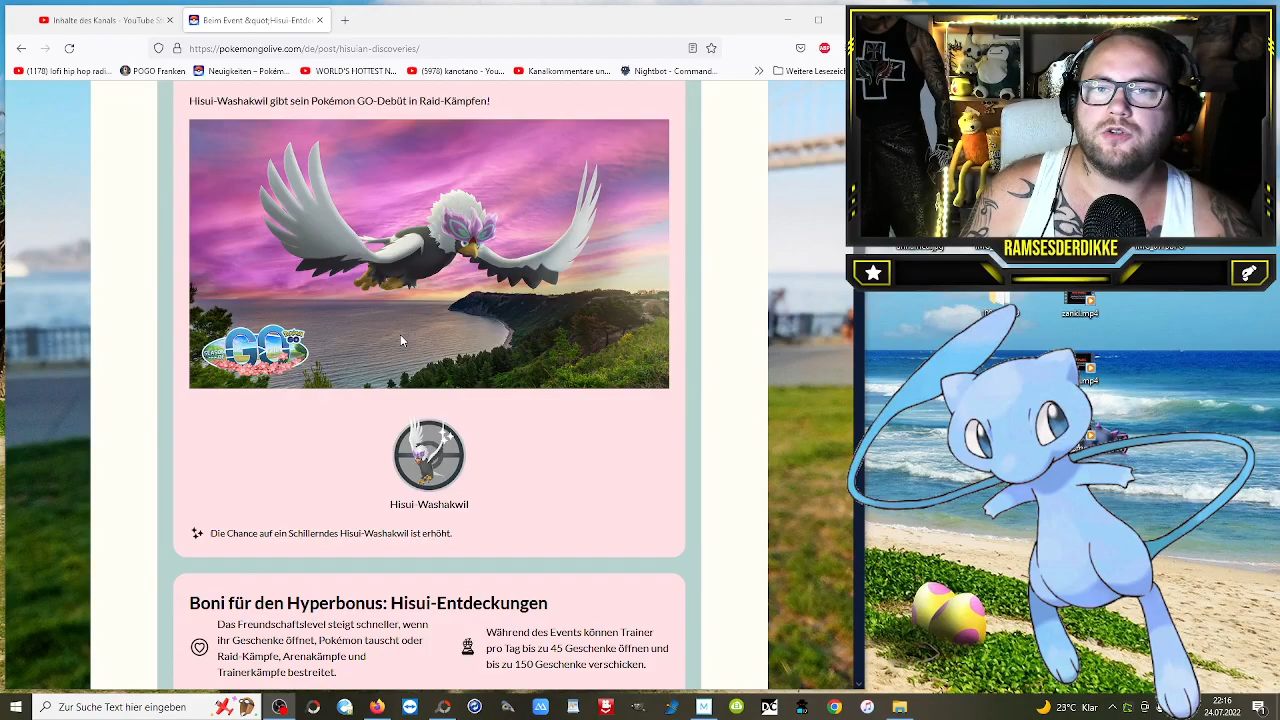 Inhalte des Kanals - YouTube St
Beim Event &quot;Hisui-Entde
https://pokemongolive.com/
post/hisuian-discoveries/
(1178) lofi hip hop radi...
POGO Franken
Neuigkeiten – Pokém...
WORLD'S HOTTEST N...
(5978) kanotano - You...
Kanalkommentare un...
Nightbot - Command...
Weitere Lesezeich
ABP
Hisui-Washakwil gibt sein Pokémon GO-Debüt in Raid-Kämpfen!
GO
Hisui-Washakwil
Die Chance auf ein Schillerndes Hisui-Washakwil ist erhöht.
Boni für den Hyperbonus: Hisui-Entdeckungen
Das Freundschaftslevel steigt schneller, wenn
ihr Geschenke öffnet, Pokémon tauscht oder
Raid-Kämpfe, Arenakämpfe und
Trainerkämpfe bestreitet.
Während des Events können Trainer
pro Tag bis zu 45 Geschenke öffnen und
bis zu 150 Geschenke verschicken.
RAMSESDERDIKKE
zankl.mp4
.mp4
Zur Suche Text hier eingeben
23°C Klar
22:16
24.07.2022